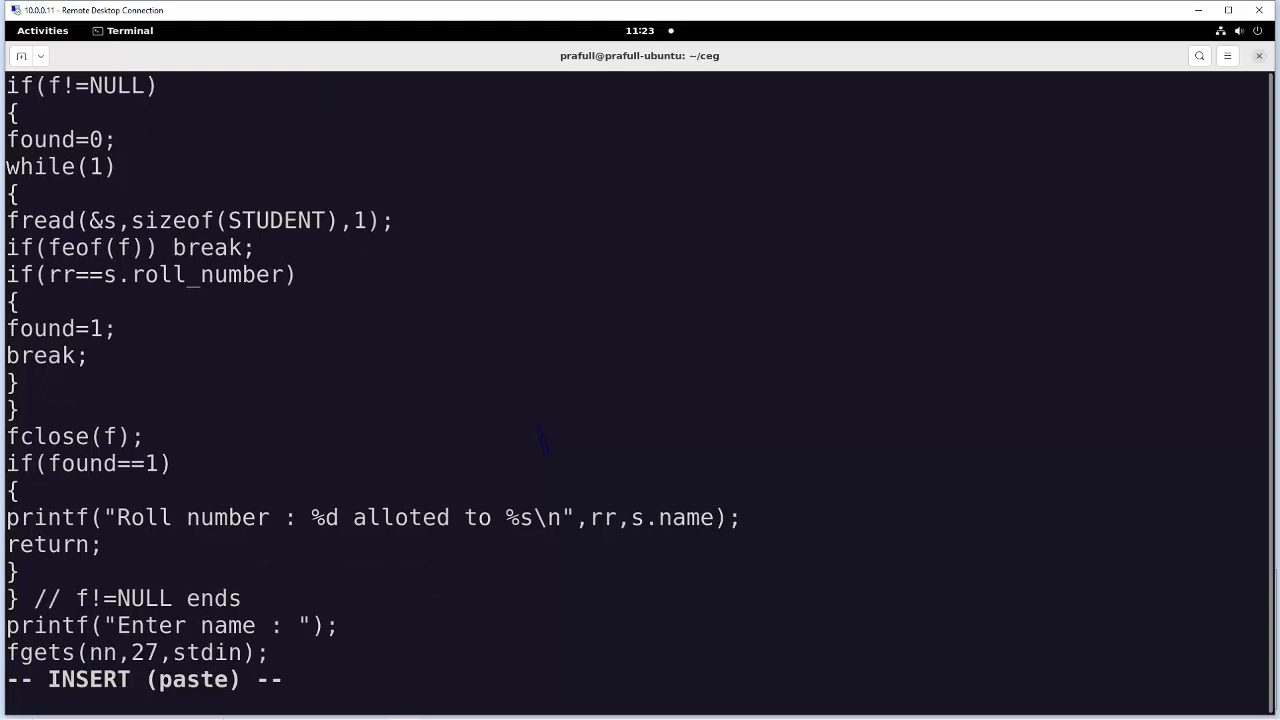 10.0.0.11 - Remote Desktop Connection
Activities Terminal 11:23
prafull@prafull-ubuntu: ~/ceg
if(f!=NULL)
{
found=0;
while(1)
{
fread(&s,sizeof(STUDENT),1);
if(feof(f)) break;
if(rr==s.roll_number)
{
found=1;
break;
}
}
fclose(f);
if(found==1)
{
printf("Roll number : %d alloted to %s\n",rr,s.name);
return;
}
} // f!=NULL ends
printf("Enter name : ");
fgets(nn,27,stdin);
-- INSERT (paste) --